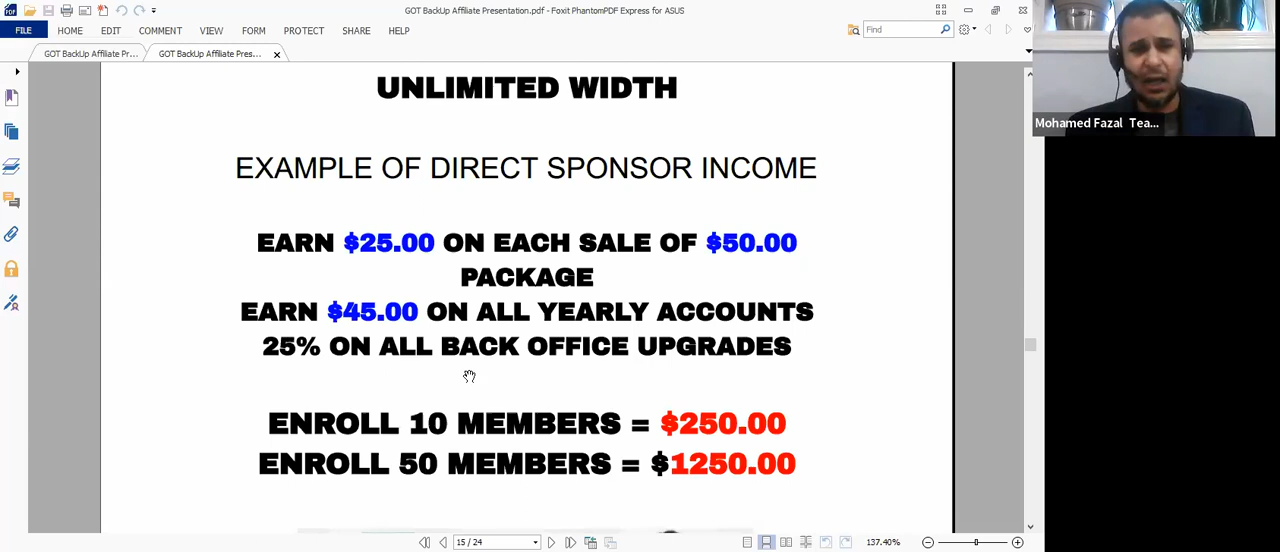 GOT BackUp Affiliate Presentation.pdf - Foxit PhantomPDF Express for ASUS
FILE HOME EDIT COMMENT VIEW FORM PROTECT SHARE HELP Find
GOT BackUp Affiliate Pr... GOT BackUp Affiliate Pres...
UNLIMITED WIDTH
EXAMPLE OF DIRECT SPONSOR INCOME
EARN $25.00 ON EACH SALE OF $50.00
PACKAGE
EARN $45.00 ON ALL YEARLY ACCOUNTS
25% ON ALL BACK OFFICE UPGRADES
ENROLL 10 MEMBERS = $250.00
ENROLL 50 MEMBERS = $1250.00
Mohamed Fazal Tea...
15 / 24
137.40%